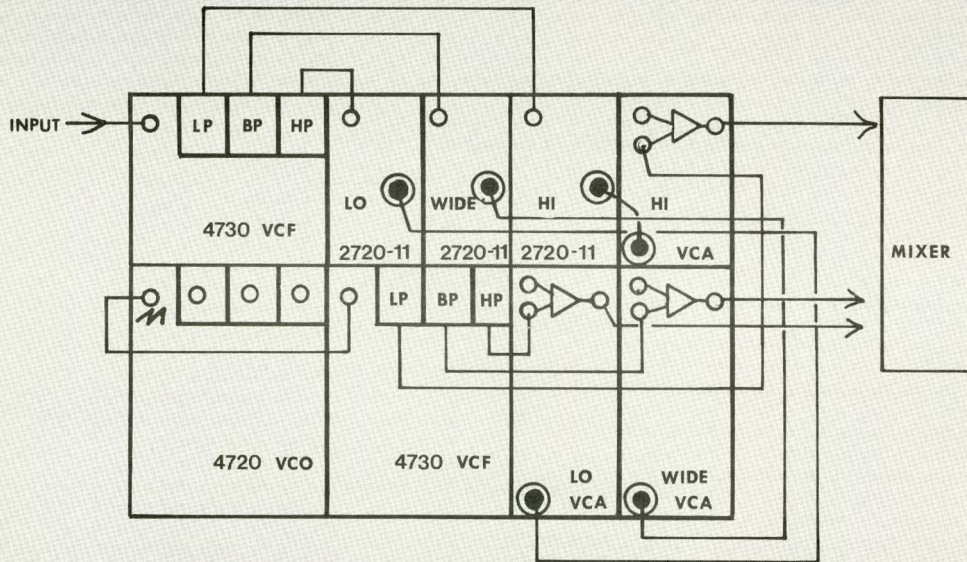 INPUT
LP BP HP
LO WIDE HI HI
4730 VCF
2720-11 2720-11 2720-11 VCA
MIXER
LP BP HP
4720 VCO 4730 VCF
LO WIDE
VCA VCA